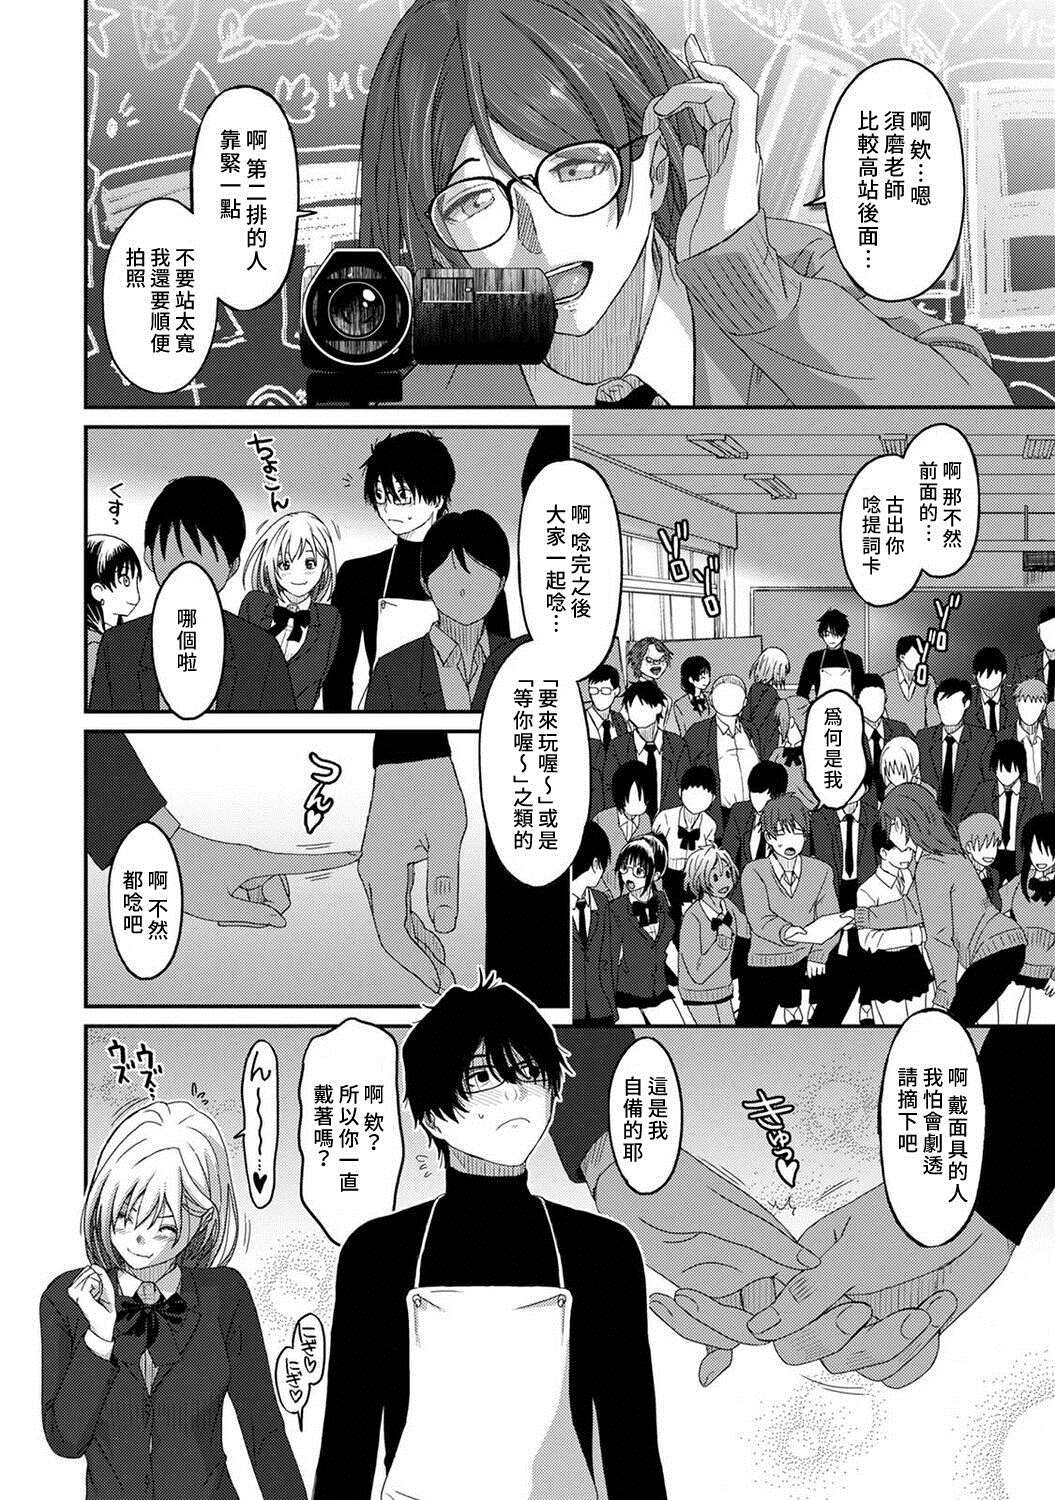 啊 欸…嗯
須磨老師
比較高站後面…
啊 第二排的人
靠緊一點
不要站太寬
我還要順便
拍照
啊 那不然
前面的…
古出你
唸提詞卡
ゾロ
ゾロ
ゾロ
為何是我
啊 唸完之後
大家一起唸…
「要來玩喔～」或是
「等你喔～」之類的
ちょこん
くすっ
哪個啦
つん♥
啊 不然
都唸吧
啊 戴面具的人
我怕會劇透
請摘下吧
キュっ♥
這是我
自備的耶
啊 欸?
所以你一直
戴著嗎?
ん～～～…♥
ウズ
ウズ
にぎ♡
にぎ♡